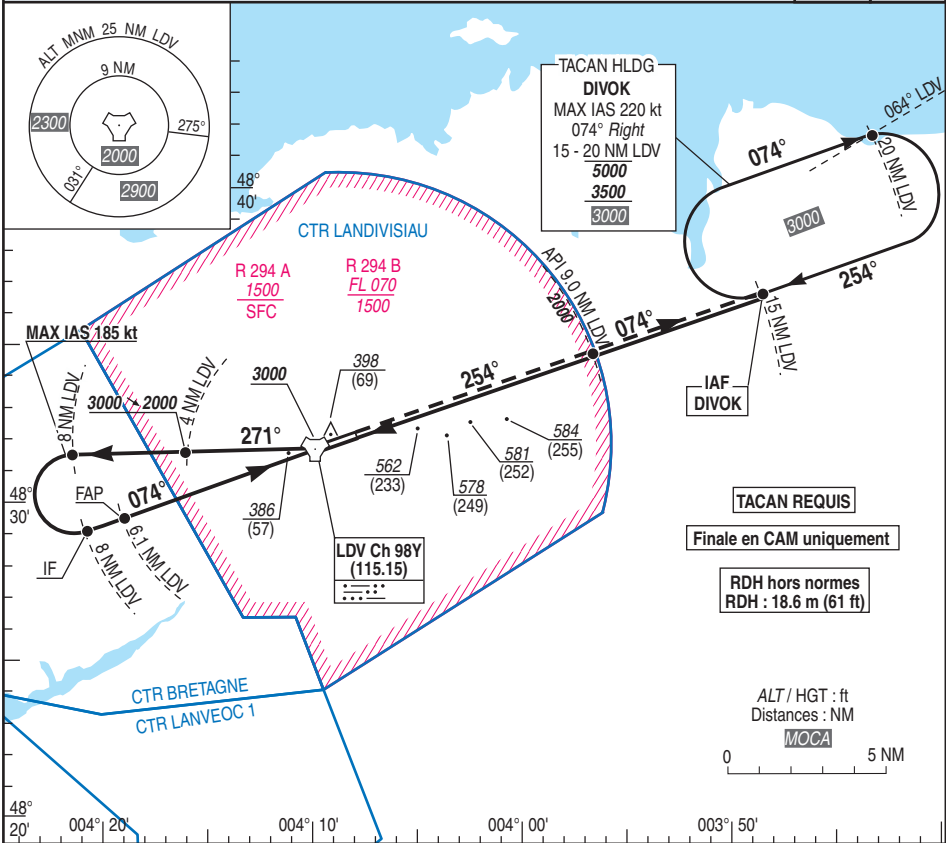 ALT MNM 25 NM LDV
9 NM
2300
275°
2000
031°
2900
TACAN HLDG
DIVOK
MAX IAS 220 kt
074° Right
15 - 20 NM LDV
5000
3500
3000
064° LDV
074°
20 NM LDV
3000
254°
15 NM LDV
IAF
DIVOK
48°
40'
CTR LANDIVISIAU
R 294 A
1500
SFC
R 294 B
FL 070
1500
API 9.0 NM LDV
2000
074°
254°
MAX IAS 185 kt
8 NM LDV
3000 2000
4 NM LDV
3000
398
(69)
271°
584
(255)
581
(252)
562
(233)
578
(249)
386
(57)
48°
30'
FAP
074°
IF
8 NM LDV
6.1 NM LDV
LDV Ch 98Y
(115.15)
TACAN REQUIS
Finale en CAM uniquement
RDH hors normes
RDH : 18.6 m (61 ft)
CTR BRETAGNE
CTR LANVEOC 1
ALT / HGT : ft
Distances : NM
MOCA
0 5 NM
48°
20'
004° 20'
004° 10'
004° 00'
003° 50'